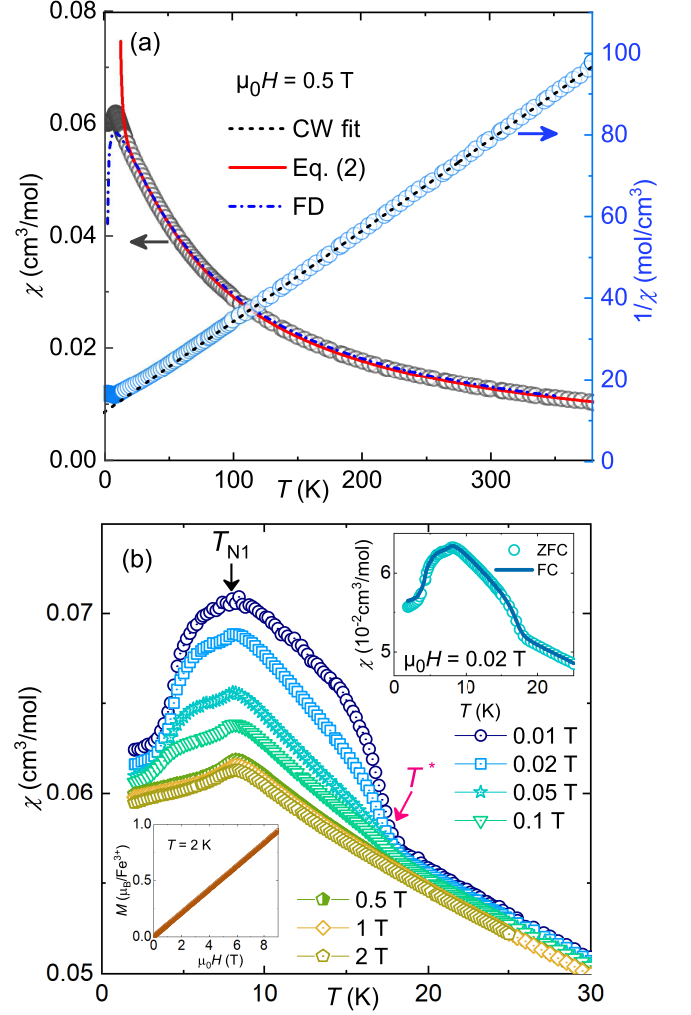 (a)
μ₀H = 0.5 T
CW fit
Eq. (2)
FD
χ (cm³/mol)
0.08
0.06
0.04
0.02
0.00
0 100 200 300
T (K)
100
80
60
40
20
0
1/χ (mol/cm³)
(b)
T_N1
χ (cm³/mol)
0.07
0.06
0.05
0 10 20 30
T (K)
T*
0.01 T
0.02 T
0.05 T
0.1 T
0.5 T
1 T
2 T
χ (10⁻²cm³/mol)
6
5
ZFC
FC
μ₀H = 0.02 T
0 10 20
T (K)
M (μ_B/Fe³⁺)
1.0
0.5
0.0
T = 2 K
0 2 4 6 8
μ₀H (T)